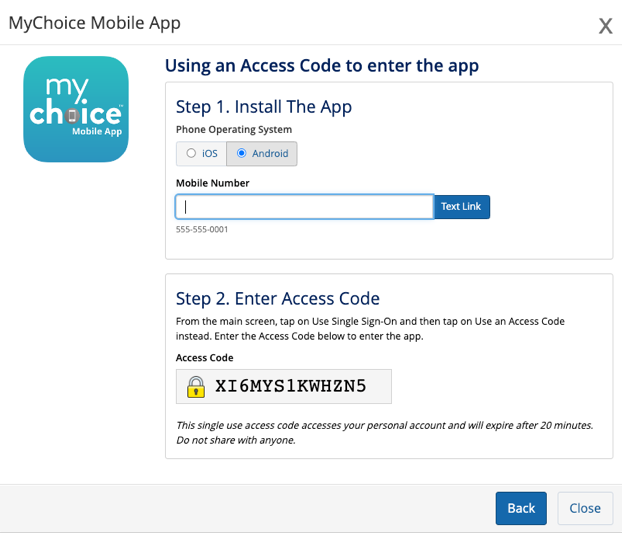 MyChoice Mobile App
X
my
choice™
Mobile App
Using an Access Code to enter the app
Step 1. Install The App
Phone Operating System
iOS
Android
Mobile Number
Text Link
555-555-0001
Step 2. Enter Access Code
From the main screen, tap on Use Single Sign-On and then tap on Use an Access Code
instead. Enter the Access Code below to enter the app.
Access Code
XI6MYS1KWHZN5
This single use access code accesses your personal account and will expire after 20 minutes.
Do not share with anyone.
Back
Close